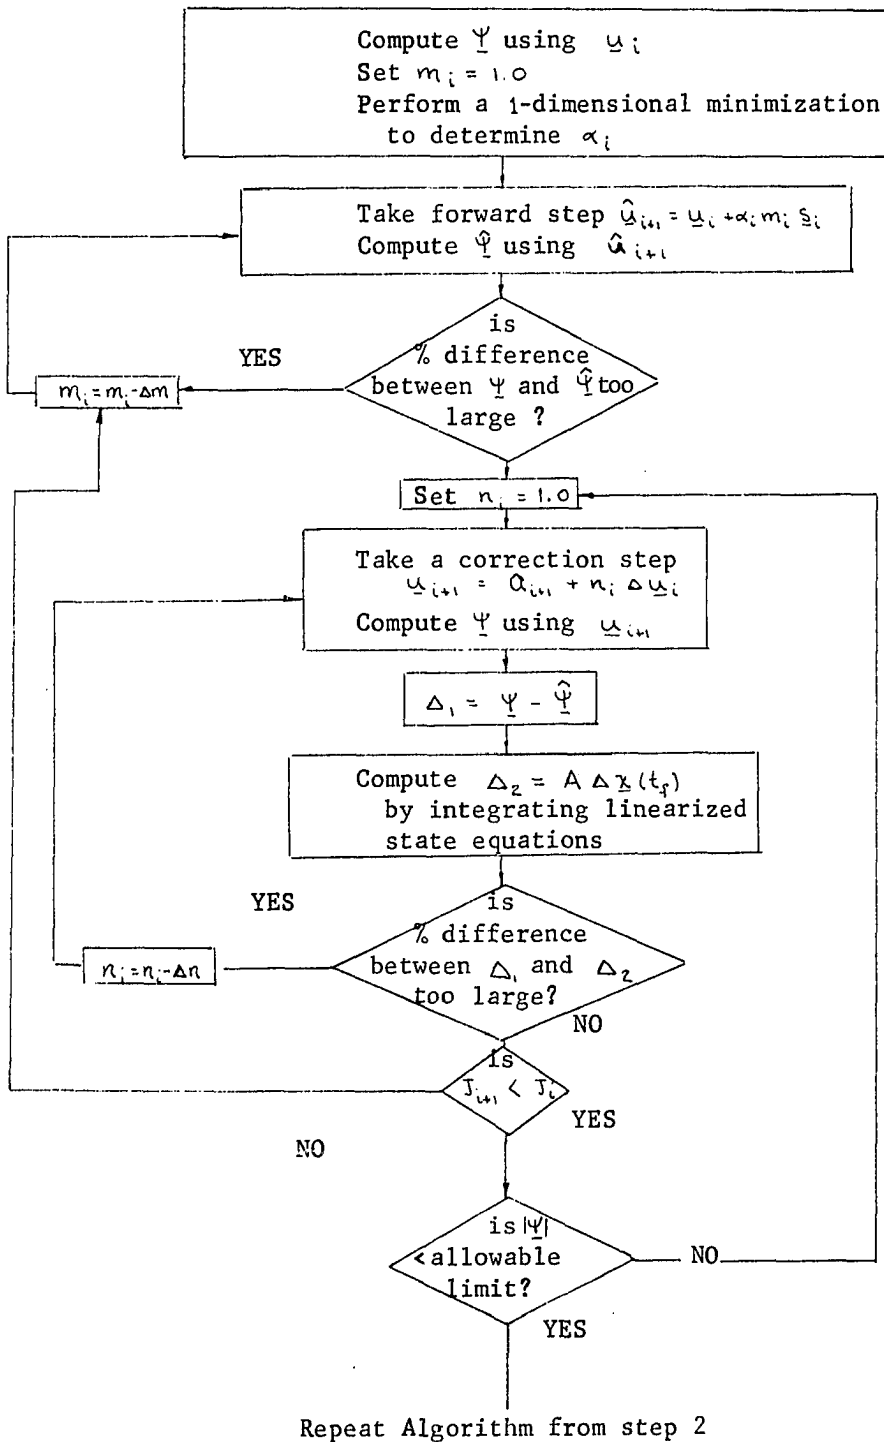 Compute Ψ using u_i
Set m_i = 1.0
Perform a 1-dimensional minimization
to determine α_i
Take forward step û_{i+1} = u_i + α_i m_i s_i
Compute Ψ̂ using û_{i+1}
is
% difference
between Ψ and Ψ̂ too
large ?
YES
m_i = m_i - Δm
Set n_i = 1.0
Take a correction step
u_{i+1} = û_{i+1} + n_i Δu_i
Compute Ψ using u_{i+1}
Δ_1 = Ψ - Ψ̂
Compute Δ_2 = A Δx(t_f)
by integrating linearized
state equations
YES
is
% difference
between Δ_1 and Δ_2
too large?
n_i = n_i - Δn
NO
is
J_{i+1} < J_i
YES
NO
is |Ψ|
< allowable
limit?
NO
YES
Repeat Algorithm from step 2